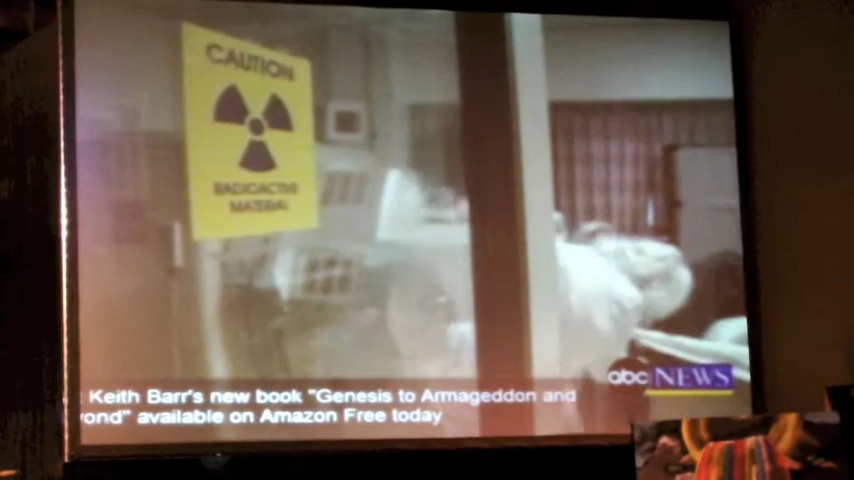 CAUTION
RADIOACTIVE
MATERIAL
abc NEWS
: Keith Barr's new book "Genesis to Armageddon and
yond" available on Amazon Free today